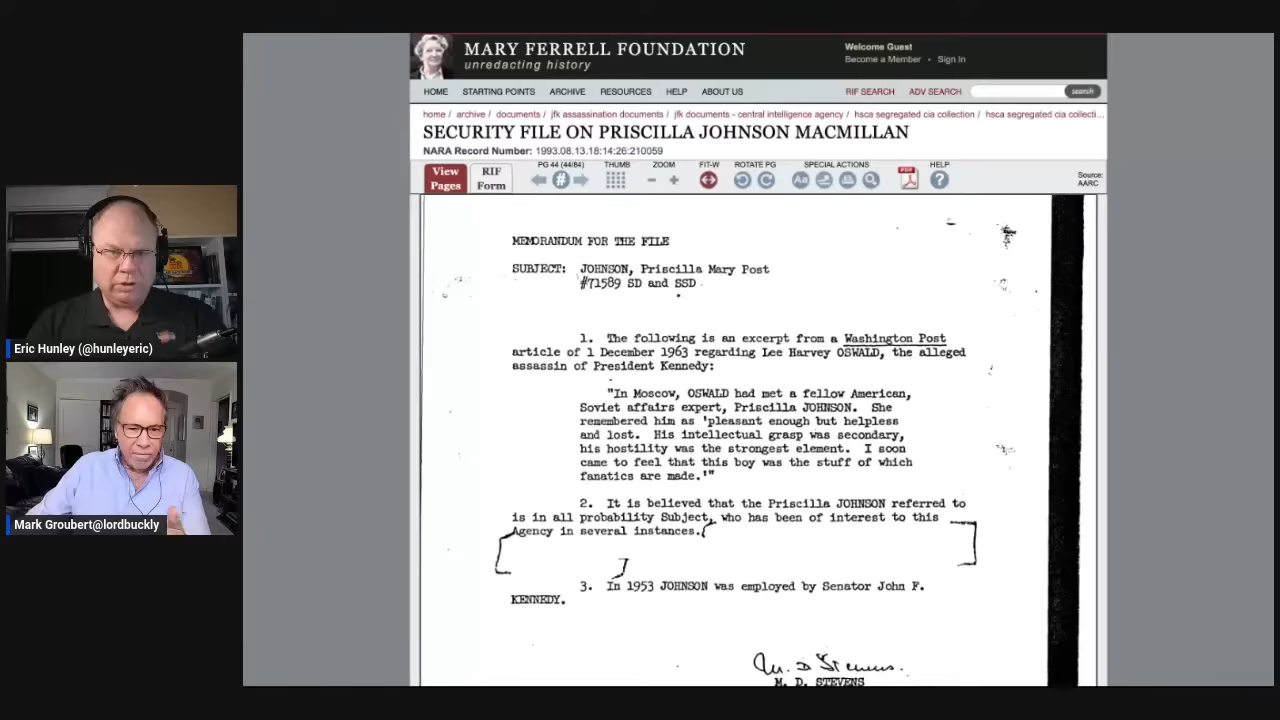 MARY FERRELL FOUNDATION
unredacting history
Welcome Guest
Become a Member • Sign In
HOME STARTING POINTS ARCHIVE RESOURCES HELP ABOUT US RIF SEARCH ADV SEARCH search
home / archive / documents / jfk assassination documents / jfk documents - central intelligence agency / hsca segregated cia collection / hsca segregated cia collecti...
SECURITY FILE ON PRISCILLA JOHNSON MACMILLAN
NARA Record Number: 1993.08.13.18:14:26:210059
View Pages
RIF Form
PG 44 (44/84) THUMB ZOOM FIT-W ROTATE PG SPECIAL ACTIONS HELP
#
Aa
PDF
?
Source:
AARC
MEMORANDUM FOR THE FILE
SUBJECT: JOHNSON, Priscilla Mary Post
#71589 SD and SSD
1. The following is an excerpt from a Washington Post
article of 1 December 1963 regarding Lee Harvey OSWALD, the alleged
assassin of President Kennedy:
"In Moscow, OSWALD had met a fellow American,
Soviet affairs expert, Priscilla JOHNSON. She
remembered him as 'pleasant enough but helpless
and lost. His intellectual grasp was secondary,
his hostility was the strongest element. I soon
came to feel that this boy was the stuff of which
fanatics are made.'"
2. It is believed that the Priscilla JOHNSON referred to
is in all probability Subject, who has been of interest to this
Agency in several instances.
3. In 1953 JOHNSON was employed by Senator John F.
KENNEDY.
M. D. Stevens.
M. D. STEVENS
Eric Hunley (@hunleyeric)
Mark Groubert@lordbuckly